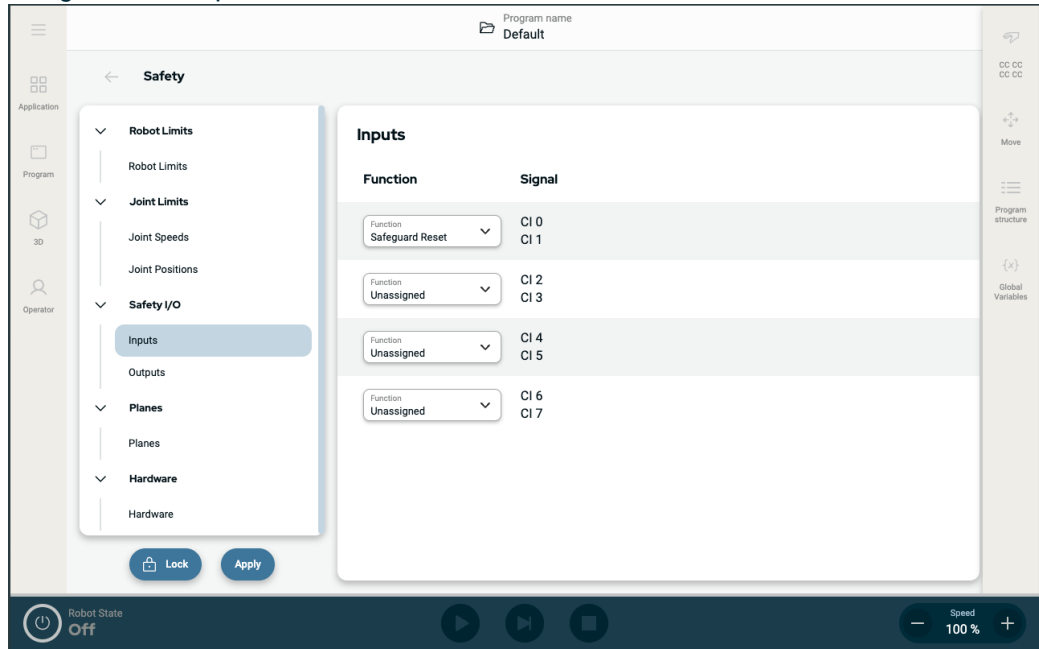 Program name
Default
CC CC
CC CC
Safety
Application
Robot Limits
Robot Limits
Joint Limits
Joint Speeds
Joint Positions
Safety I/O
Inputs
Outputs
Planes
Planes
Hardware
Hardware
Lock
Apply
Program
3D
Operator
Inputs
Function
Signal
Function
Safeguard Reset
CI 0
CI 1
Function
Unassigned
CI 2
CI 3
Function
Unassigned
CI 4
CI 5
Function
Unassigned
CI 6
CI 7
Move
Program
structure
{x}
Global
Variables
Robot State
Off
Speed
100 %